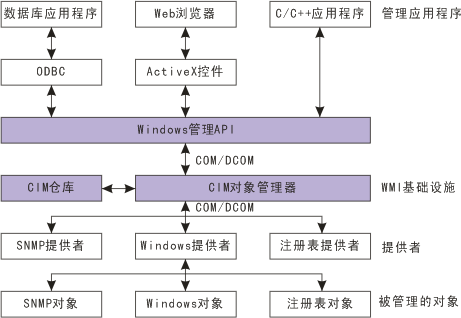 数据库应用程序 Web浏览器 C/C++应用程序 管理应用程序
ODBC ActiveX控件
Windows管理API
COM/DCOM
CIM仓库 CIM对象管理器 WMI基础设施
COM/DCOM
SNMP提供者 Windows提供者 注册表提供者 提供者
SNMP对象 Windows对象 注册表对象 被管理的对象